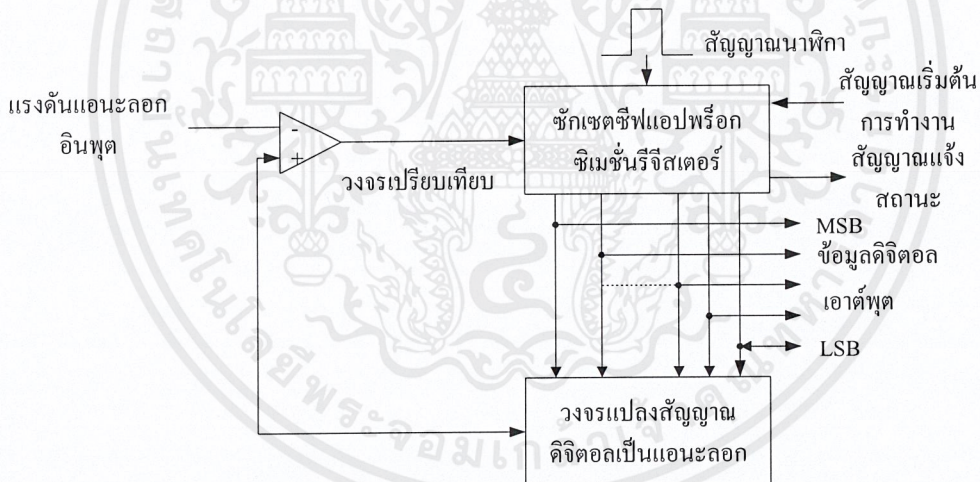 สัญญาณนาฬิกา
แรงดันแอนะลอก
อินพุต
-
+
วงจรเปรียบเทียบ
ซักเซตซีฟแอปพร็อก
ซิเมชั่นรีจีสเตอร์
สัญญาณเริ่มต้น
การทำงาน
สัญญาณแจ้ง
สถานะ
MSB
ข้อมูลดิจิตอล
เอาต์พุต
LSB
วงจรแปลงสัญญาณ
ดิจิตอลเป็นแอนะลอก